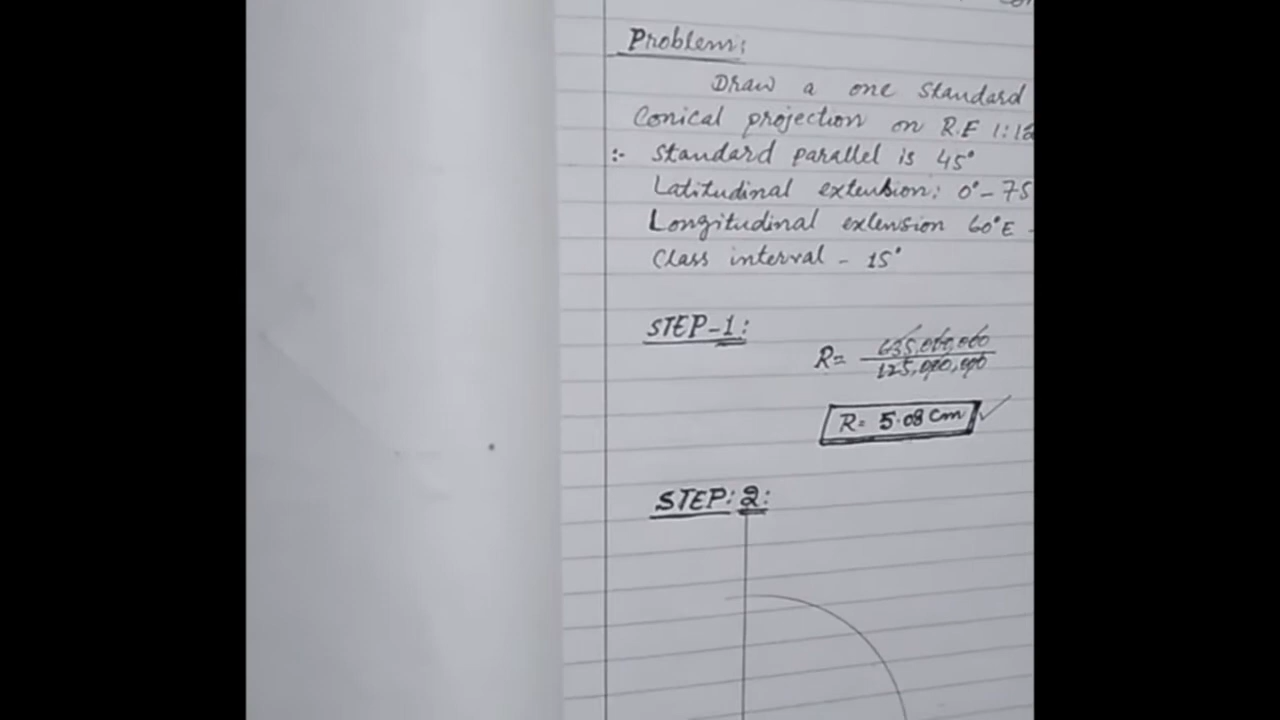 Problem:
Draw a one standard
Conical projection on R.F 1:12
:- Standard parallel is 45°
Latitudinal extension: 0°- 75
Longitudinal extension 60°E -
Class interval - 15°
STEP-1:
R= 635,000,000
125,000,000
R= 5.08 cm
STEP: 2: